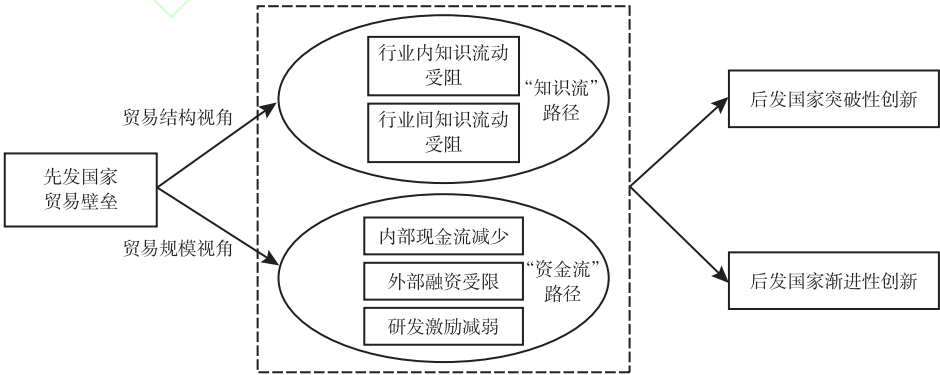 先发国家
贸易壁垒
贸易结构视角
贸易规模视角
行业内知识流动
受阻
行业间知识流动
受阻
“知识流”
路径
内部现金流减少
外部融资受限
研发激励减弱
“资金流”
路径
后发国家突破性创新
后发国家渐进性创新